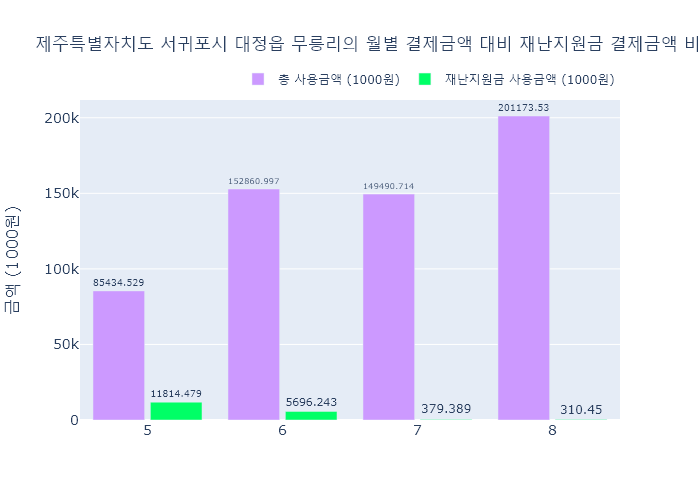 제주특별자치도 서귀포시 대정읍 무릉리의 월별 결제금액 대비 재난지원금 결제금액 비
총 사용금액 (1000원) 재난지원금 사용금액 (1000원)
201173.53
200k
152860.997
149490.714
150k
금액 (1000원)
100k
85434.529
50k
11814.479
5696.243
379.389
310.45
0
5 6 7 8